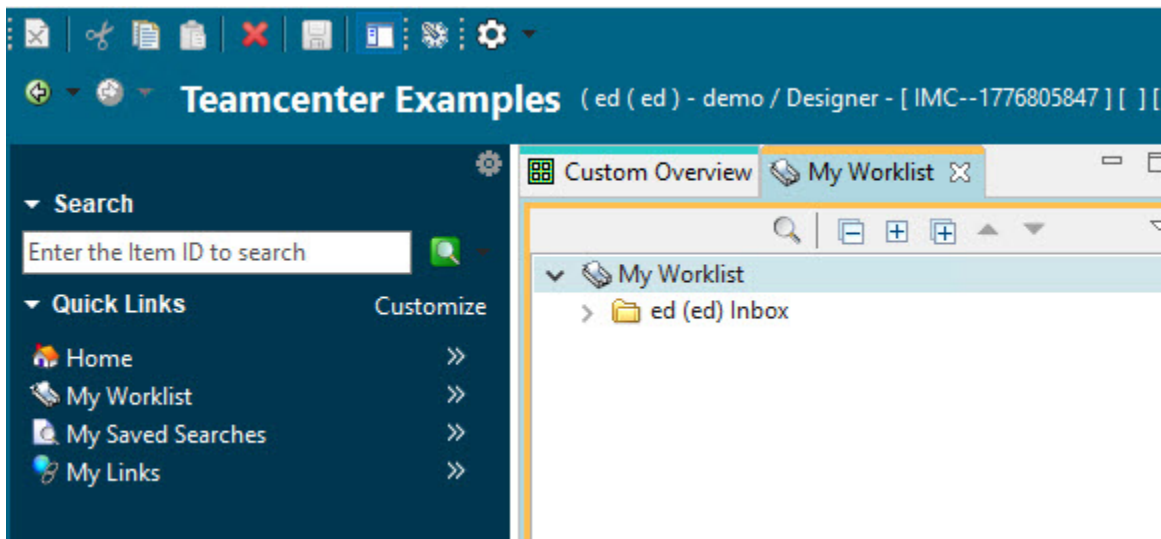 Teamcenter Examples ( ed ( ed ) - demo / Designer - [ IMC--1776805847 ] [ ] [
Custom Overview My Worklist
Search
Enter the Item ID to search
Quick Links Customize
Home
My Worklist
My Saved Searches
My Links
My Worklist
ed (ed) Inbox